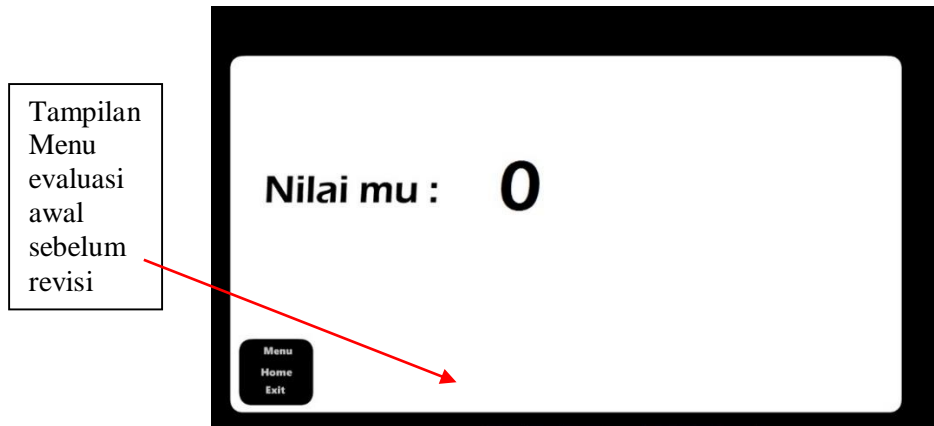 Tampilan
Menu
evaluasi
awal
sebelum
revisi
Nilai mu : 0
Menu
Home
Exit